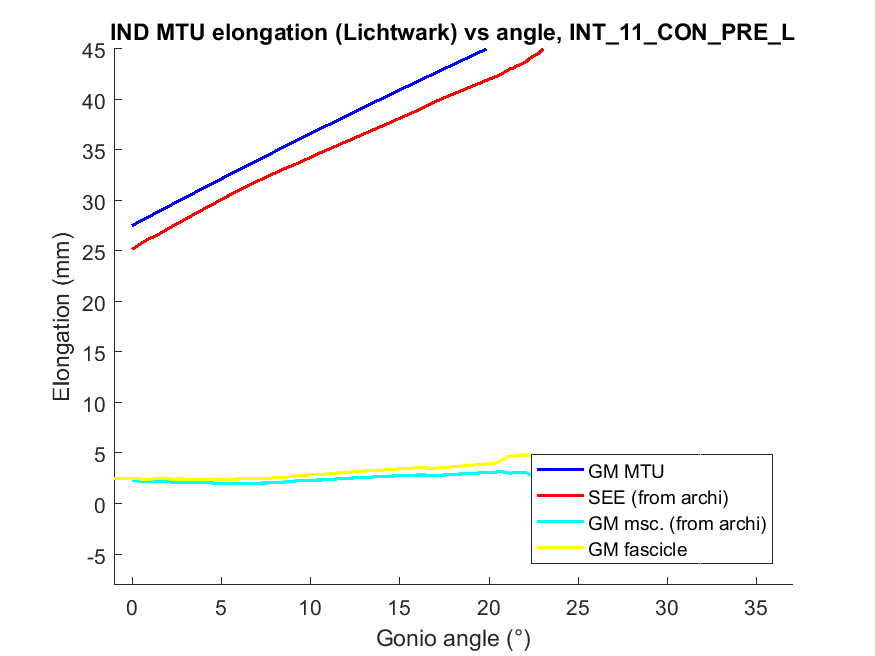 IND MTU elongation (Lichtwark) vs angle, INT_11_CON_PRE_L
45
40
35
30
25
20
15
10
5
0
-5
Elongation (mm)
GM MTU
SEE (from archi)
GM msc. (from archi)
GM fascicle
0 5 10 15 20 25 30 35
Gonio angle (°)